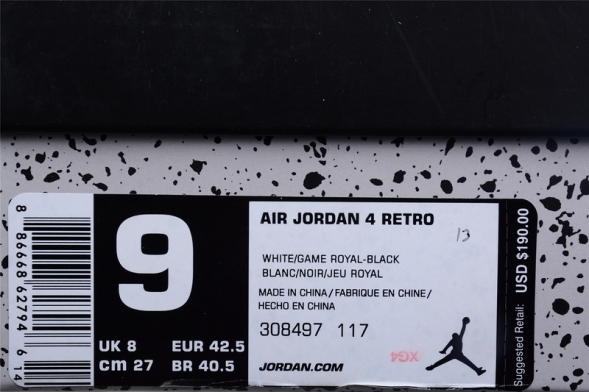 8 86668 62794 6 14
9
UK 8 EUR 42.5
cm 27 BR 40.5
AIR JORDAN 4 RETRO
13
WHITE/GAME ROYAL-BLACK
BLANC/NOIR/JEU ROYAL
MADE IN CHINA/FABRIQUE EN CHINE/
HECHO EN CHINA
308497 117
XG4
JORDAN.COM
Suggested Retail: USD $190.00